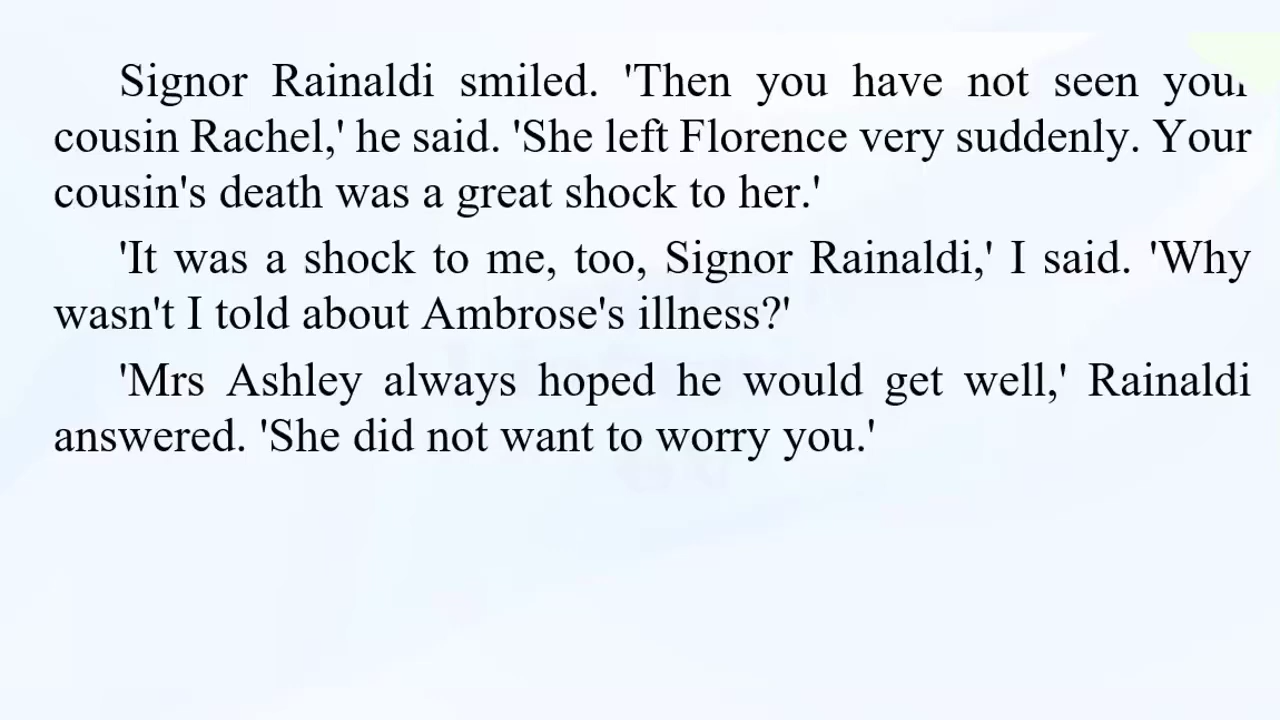 Signor Rainaldi smiled. 'Then you have not seen your
cousin Rachel,' he said. 'She left Florence very suddenly. Your
cousin's death was a great shock to her.'
'It was a shock to me, too, Signor Rainaldi,' I said. 'Why
wasn't I told about Ambrose's illness?'
'Mrs Ashley always hoped he would get well,' Rainaldi
answered. 'She did not want to worry you.'